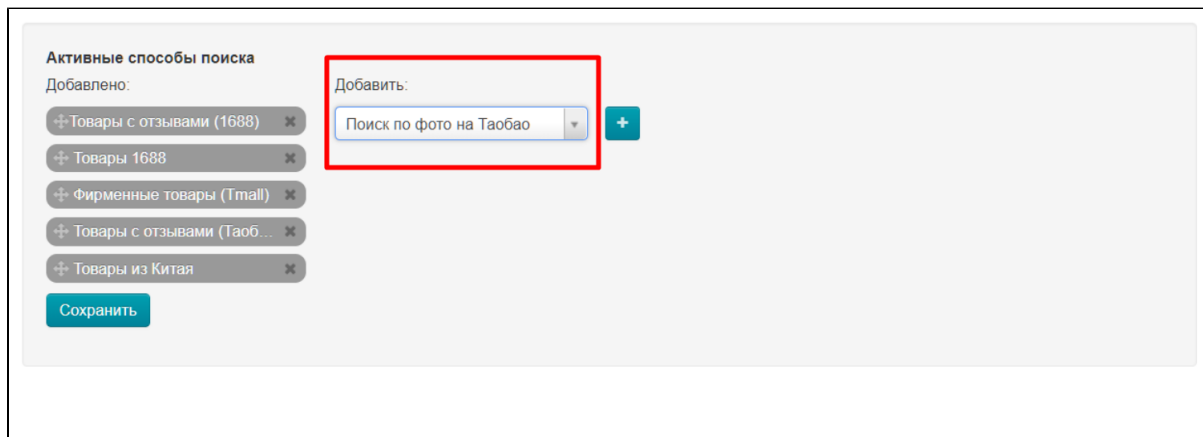 Активные способы поиска
Добавлено:
Добавить:
Товары с отзывами (1688)
Поиск по фото на Таобао
Товары 1688
Фирменные товары (Tmall)
Товары с отзывами (Таоб...
Товары из Китая
Сохранить